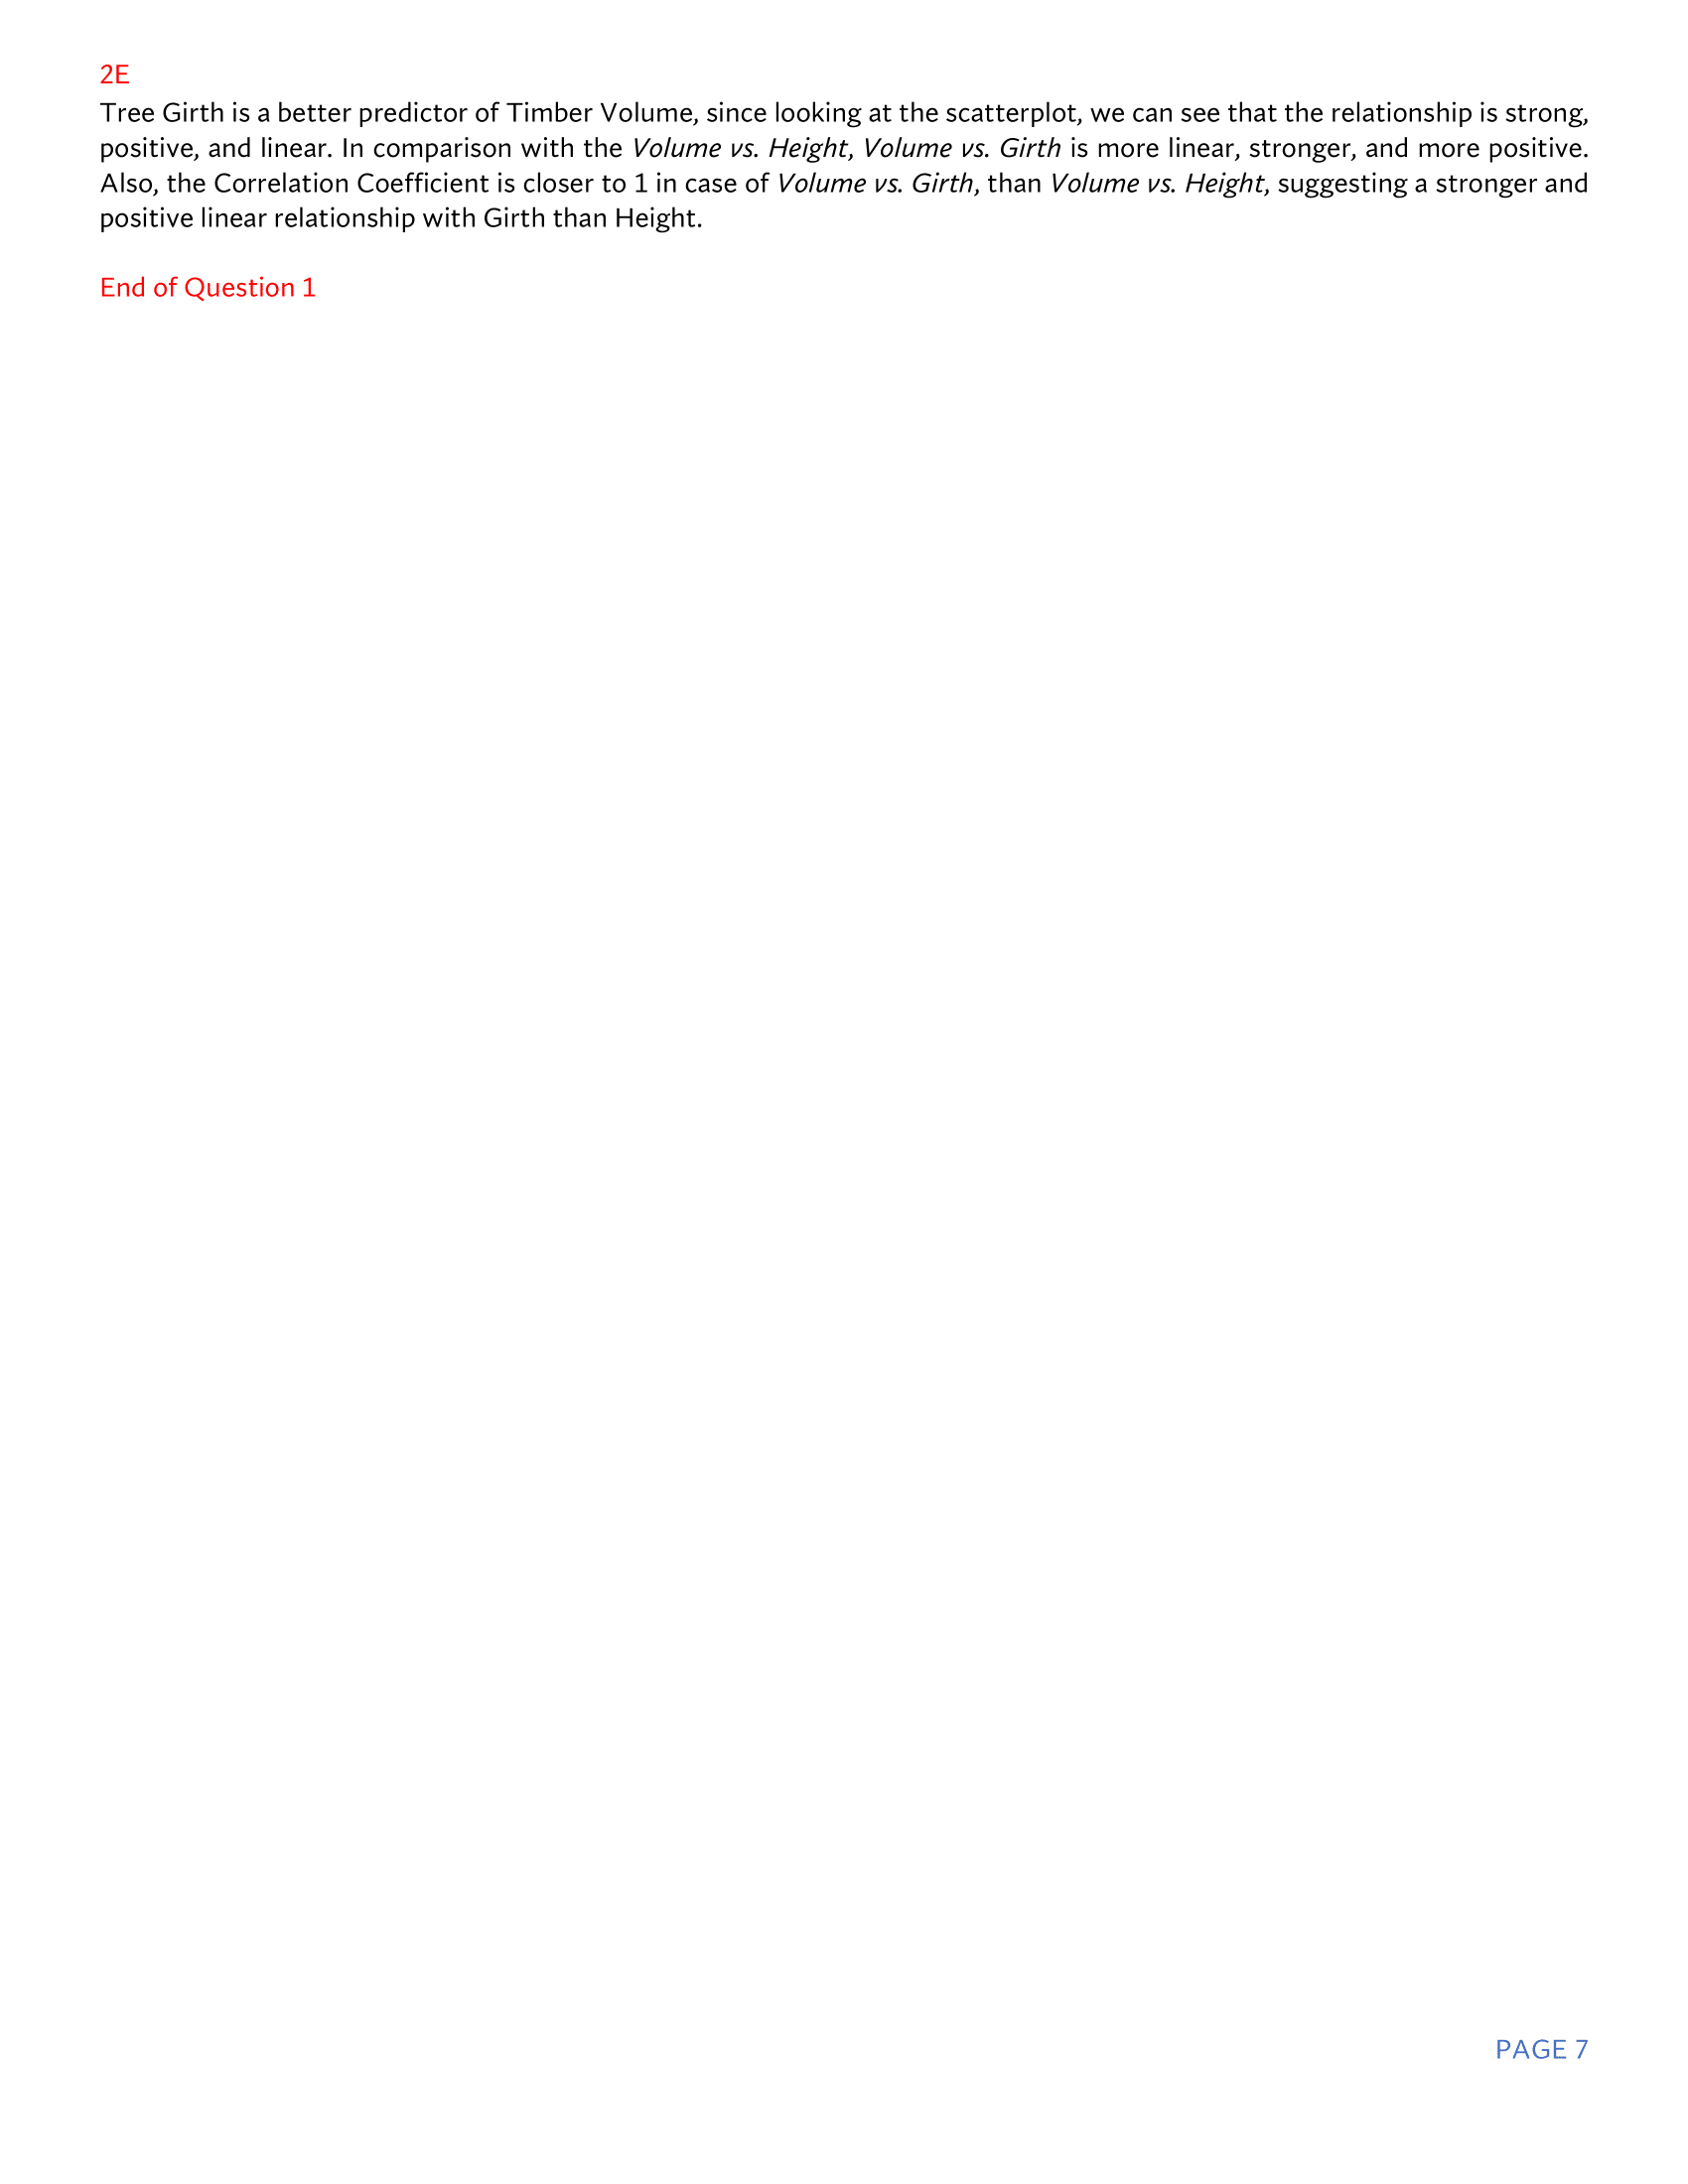 2E
Tree Girth is a better predictor of Timber Volume, since looking at the scatterplot, we can see that the relationship is strong,
positive, and linear. In comparison with the Volume vs. Height, Volume vs. Girth is more linear, stronger, and more positive.
Also, the Correlation Coefficient is closer to 1 in case of Volume vs. Girth, than Volume vs. Height, suggesting a stronger and
positive linear relationship with Girth than Height.
End of Question 1
PAGE 7